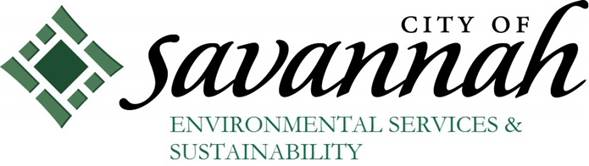 CITY OF
Savannah
ENVIRONMENTAL SERVICES &
SUSTAINABILITY